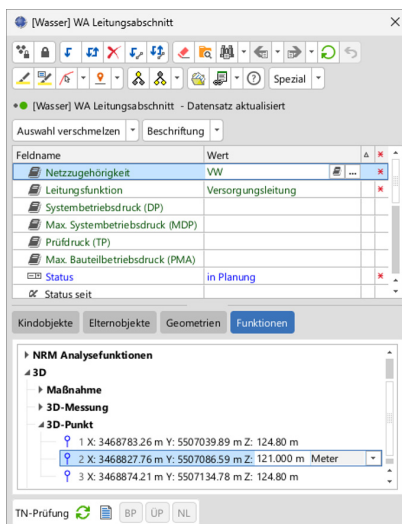 [Wasser] WA Leitungsabschnitt
Spezial
[Wasser] WA Leitungsabschnitt - Datensatz aktualisiert
Auswahl verschmelzen Beschriftung
Feldname Wert
Netzzugehörigkeit VW ...
Leitungsfunktion Versorgungsleitung
Systembetriebsdruck (DP)
Max. Systembetriebsdruck (MDP)
Prüfdruck (TP)
Max. Bauteilbetriebsdruck (PMA)
Status in Planung
Status seit
Kindobjekte Elternobjekte Geometrien Funktionen
NRM Analysefunktionen
3D
Maßnahme
3D-Messung
3D-Punkt
1 X: 3468783.26 m Y: 5507039.89 m Z: 124.80 m
2 X: 3468827.76 m Y: 5507086.59 m Z: 121.000 m Meter
3 X: 3468874.21 m Y: 5507134.78 m Z: 124.80 m
TN-Prüfung BP ÜP NL